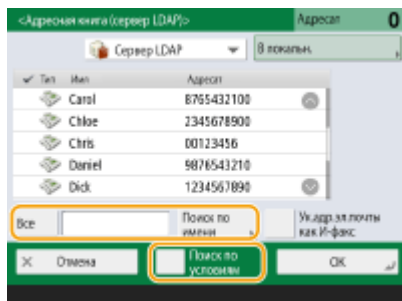 <Адресная книга (сервер LDAP)>
Адресат 0
Сервер LDAP
В локальн.
Тип Имя Адресат
Carol 8765432100
Chloe 2345678900
Chris 00123456
Daniel 9876543210
Dick 1234567890
Все
Поиск по
имени
Ук.адр.эл.почты
как И-факс
Отмена
Поиск по
условиям
OK